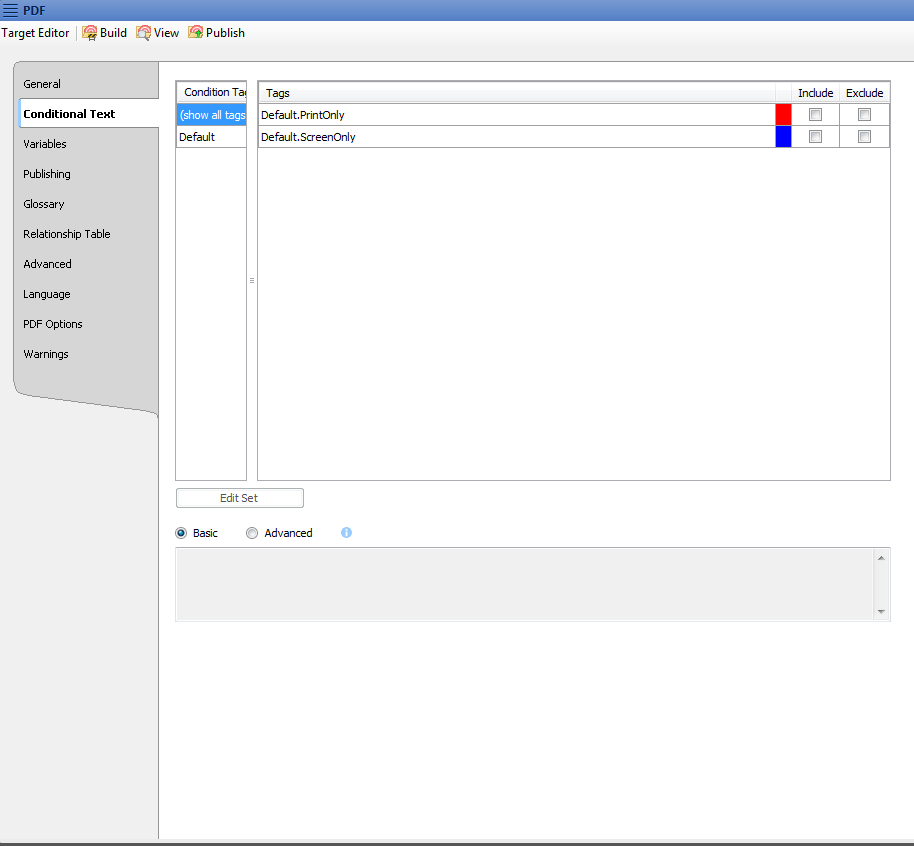 PDF
Target Editor Build View Publish
General
Conditional Text
Variables
Publishing
Glossary
Relationship Table
Advanced
Language
PDF Options
Warnings
Condition Tag
(show all tags
Default
Tags Include Exclude
Default.PrintOnly
Default.ScreenOnly
Edit Set
Basic Advanced